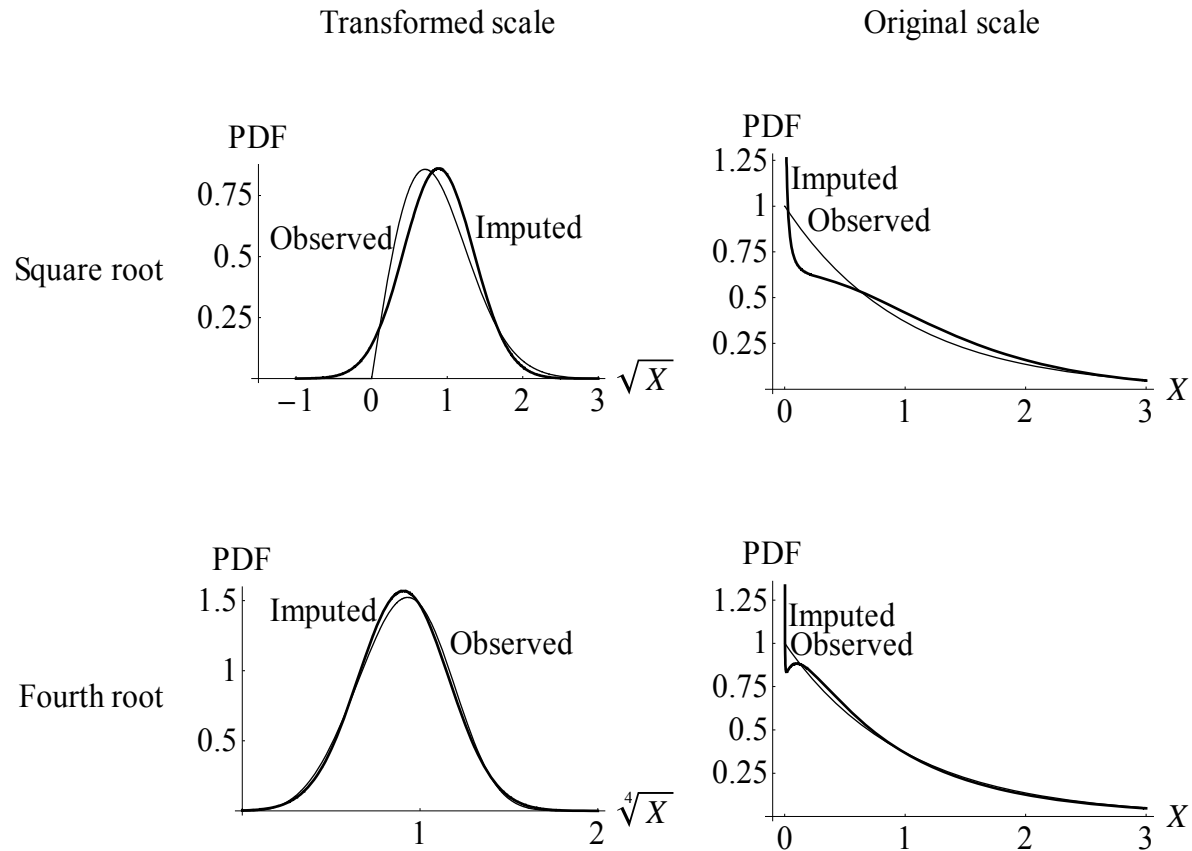 Transformed scale
Original scale
Square root
PDF
0.75
0.5
0.25
Observed
Imputed
−1 0 1 2 3
√X
PDF
1.25
1
0.75
0.5
0.25
Imputed
Observed
0 1 2 3
X
Fourth root
PDF
1.5
1
0.5
Imputed
Observed
1 2
∜X
PDF
1.25
1
0.75
0.5
0.25
Imputed
Observed
0 1 2 3
X